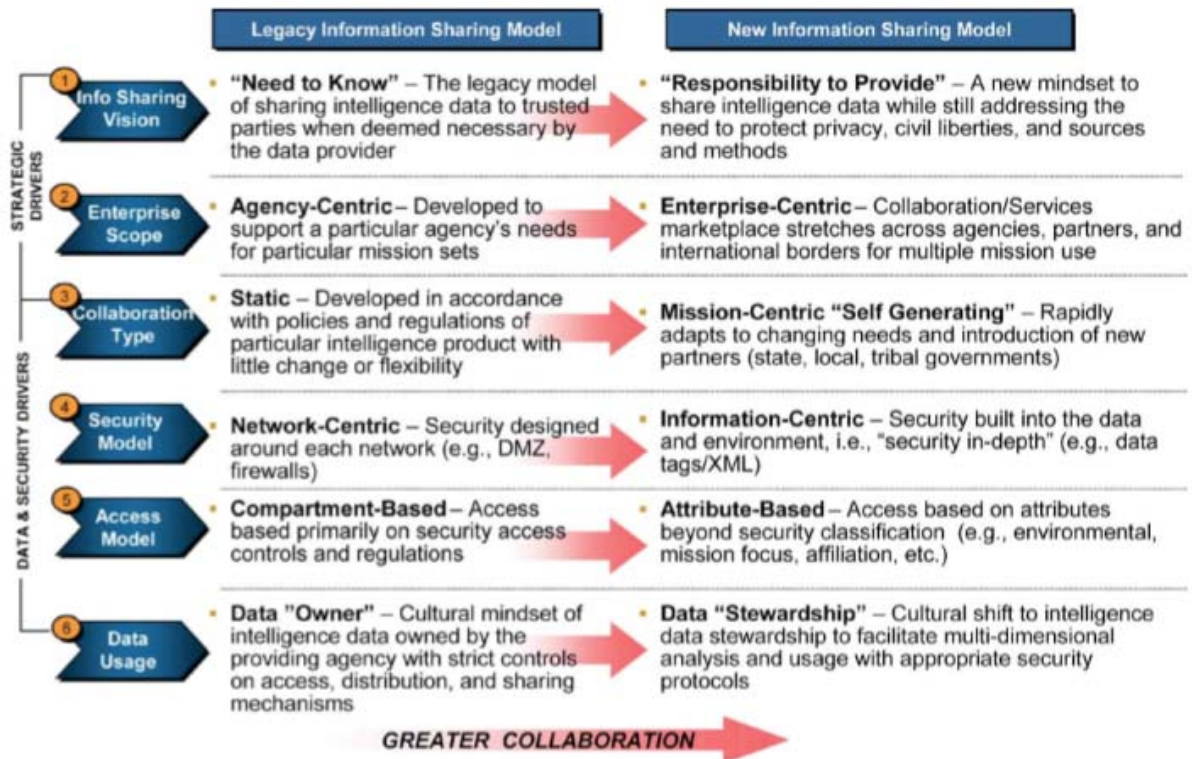 Legacy Information Sharing Model
New Information Sharing Model
STRATEGIC
DRIVERS
DATA & SECURITY DRIVERS
1
Info Sharing
Vision
• “Need to Know” – The legacy model
of sharing intelligence data to trusted
parties when deemed necessary by
the data provider
• “Responsibility to Provide” – A new mindset to
share intelligence data while still addressing the
need to protect privacy, civil liberties, and sources
and methods
2
Enterprise
Scope
• Agency-Centric – Developed to
support a particular agency’s needs
for particular mission sets
• Enterprise-Centric – Collaboration/Services
marketplace stretches across agencies, partners, and
international borders for multiple mission use
3
Collaboration
Type
• Static – Developed in accordance
with policies and regulations of
particular intelligence product with
little change or flexibility
• Mission-Centric “Self Generating” – Rapidly
adapts to changing needs and introduction of new
partners (state, local, tribal governments)
4
Security
Model
• Network-Centric – Security designed
around each network (e.g., DMZ,
firewalls)
• Information-Centric – Security built into the data
and environment, i.e., “security in-depth” (e.g., data
tags/XML)
5
Access
Model
• Compartment-Based – Access
based primarily on security access
controls and regulations
• Attribute-Based – Access based on attributes
beyond security classification (e.g., environmental,
mission focus, affiliation, etc.)
6
Data
Usage
• Data ”Owner” – Cultural mindset of
intelligence data owned by the
providing agency with strict controls
on access, distribution, and sharing
mechanisms
• Data “Stewardship” – Cultural shift to intelligence
data stewardship to facilitate multi-dimensional
analysis and usage with appropriate security
protocols
GREATER COLLABORATION